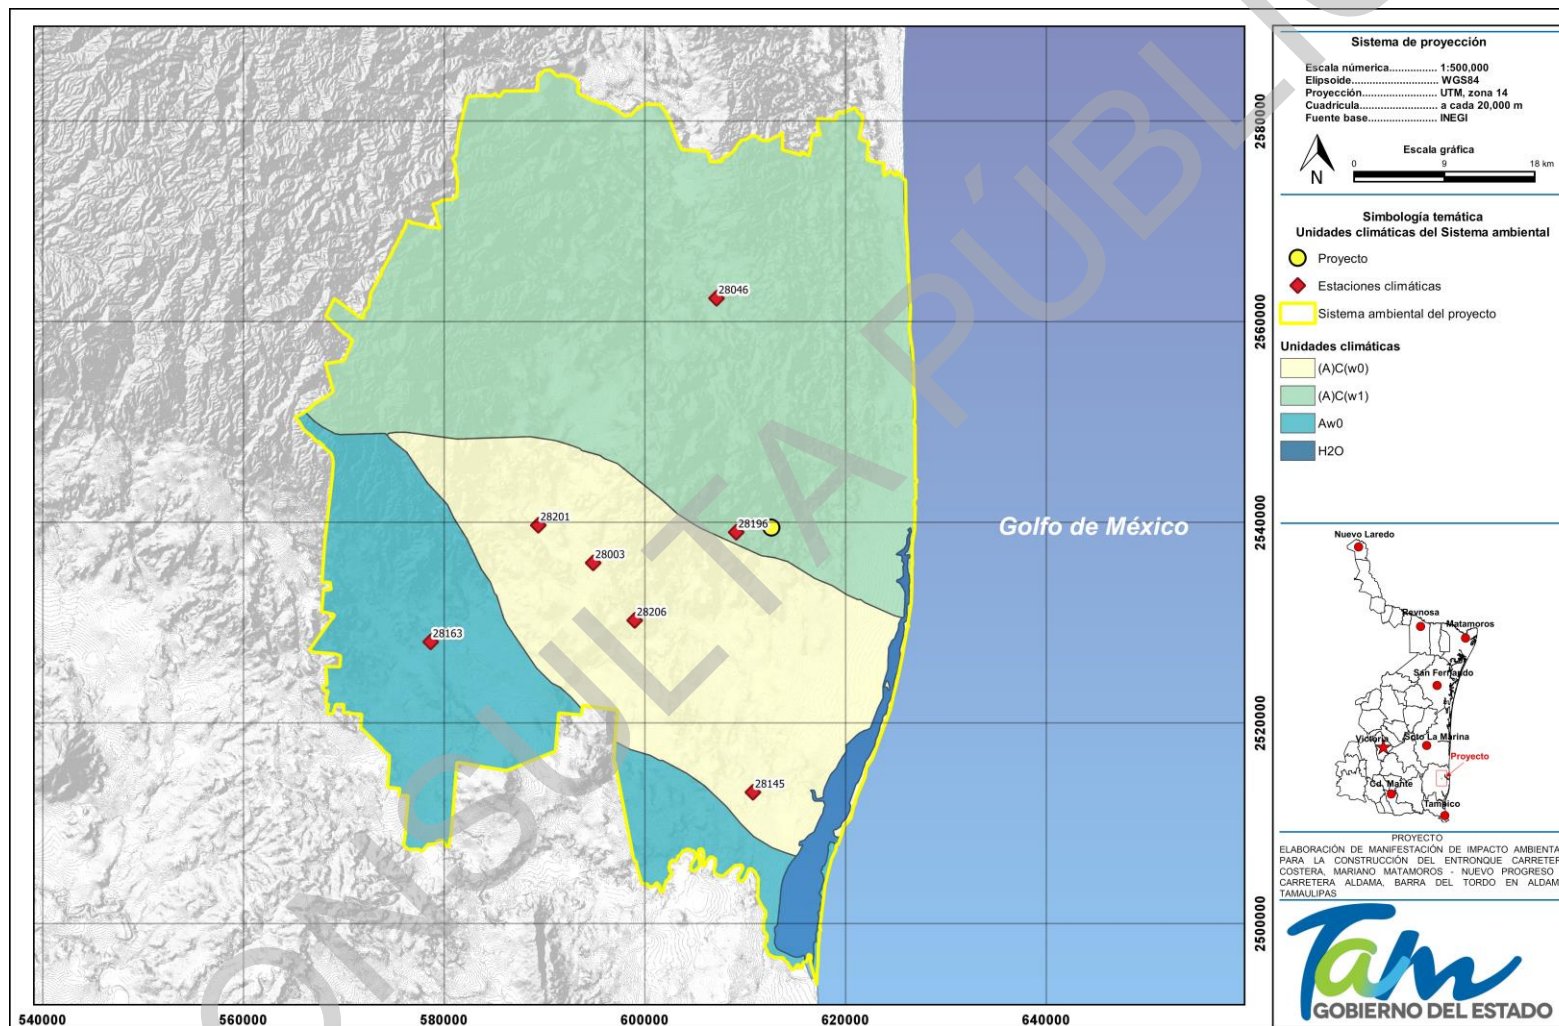 2580000
2560000
2540000
2520000
2500000
540000
560000
580000
600000
620000
640000
28046
28196
28201
28003
28206
28163
28145
Golfo de México
Sistema de proyección
Escala númerica................ 1:500,000
Elipsoide.......................... WGS84
Proyección....................... UTM, zona 14
Cuadrícula........................ a cada 20,000 m
Fuente base..................... INEGI
N
Escala gráfica
0 9 18 km
Simbología temática
Unidades climáticas del Sistema ambiental
Proyecto
Estaciones climáticas
Sistema ambiental del proyecto
Unidades climáticas
(A)C(w0)
(A)C(w1)
Aw0
H2O
Nuevo Laredo
Reynosa
Matamoros
San Fernando
Victoria
Soto La Marina
Proyecto
Cd. Mante
Tampico
PROYECTO
ELABORACIÓN DE MANIFESTACIÓN DE IMPACTO AMBIENTA
PARA LA CONSTRUCCIÓN DEL ENTRONQUE CARRETER
COSTERA, MARIANO MATAMOROS - NUEVO PROGRESO
CARRETERA ALDAMA, BARRA DEL TORDO EN ALDAM
TAMAULIPAS
Tam
GOBIERNO DEL ESTADO
ONSULTA PÚBLIC